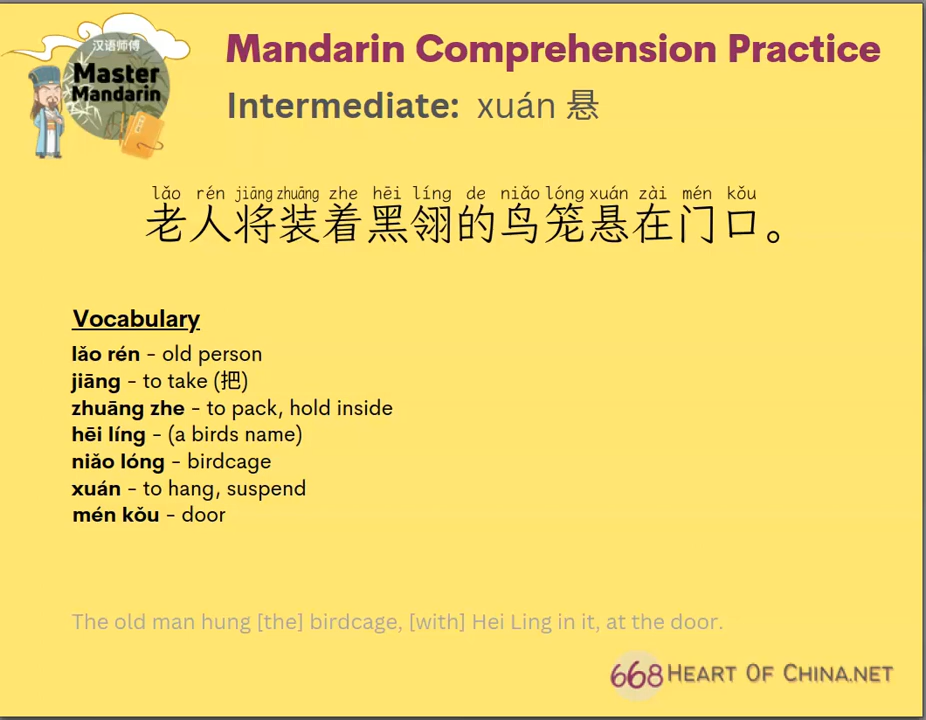 汉语师傅
Master
Mandarin
Mandarin Comprehension Practice
Intermediate: xuán 悬
lǎo rén jiāng zhuāng zhe hēi líng de niǎo lóng xuán zài mén kǒu
老人将装着黑翎的鸟笼悬在门口。
Vocabulary
lǎo rén - old person
jiāng - to take (把)
zhuāng zhe - to pack, hold inside
hēi líng - (a birds name)
niǎo lóng - birdcage
xuán - to hang, suspend
mén kǒu - door
The old man hung [the] birdcage, [with] Hei Ling in it, at the door.
668 HEART OF CHINA.NET